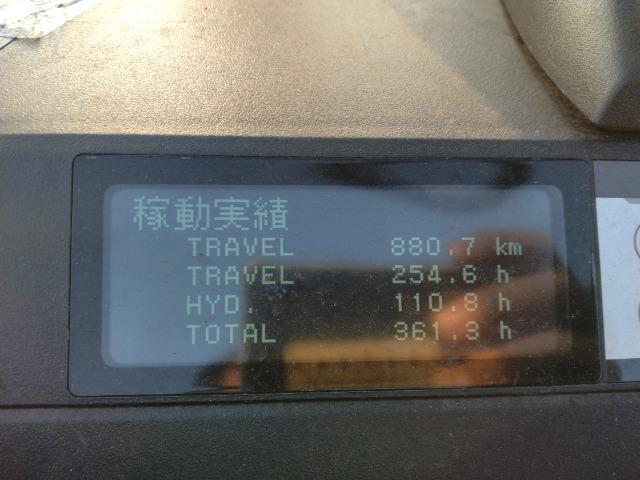 稼動実績
TRAVEL 880.7 km
TRAVEL 254.6 h
HYD. 110.8 h
TOTAL 361.3 h